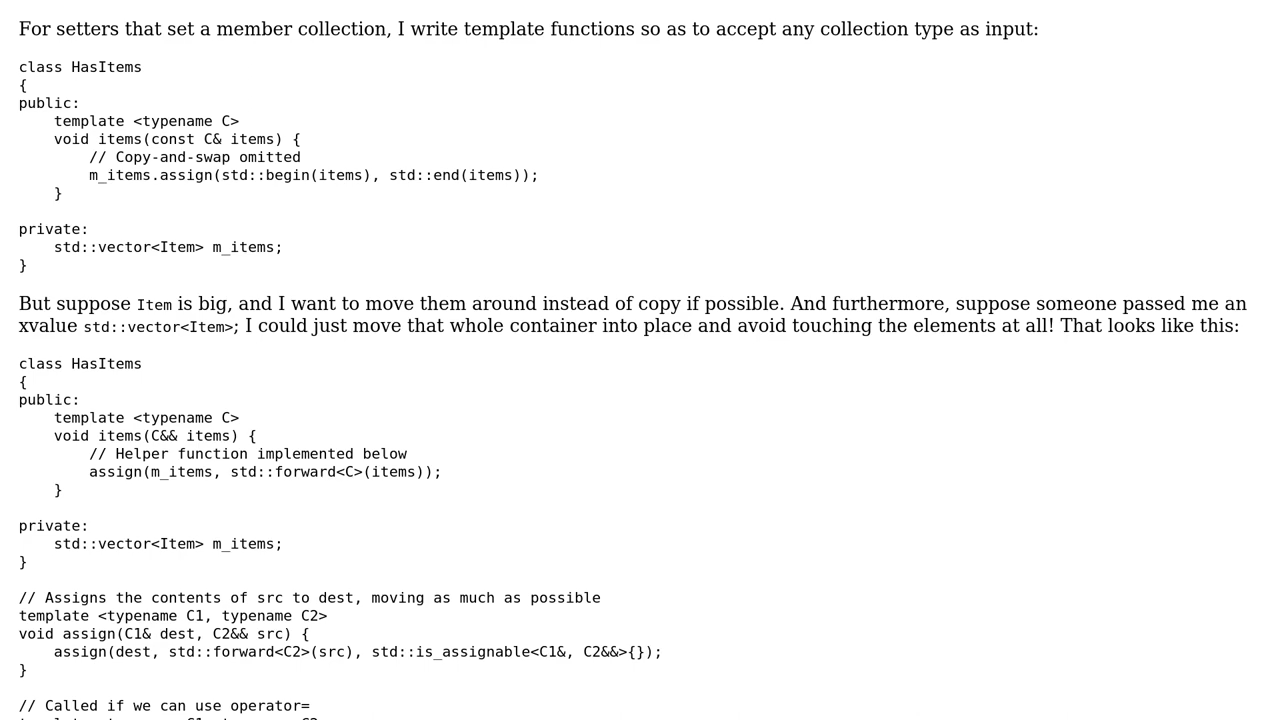 For setters that set a member collection, I write template functions so as to accept any collection type as input:
class HasItems
{
public:
    template <typename C>
    void items(const C& items) {
        // Copy-and-swap omitted
        m_items.assign(std::begin(items), std::end(items));
    }
private:
    std::vector<Item> m_items;
}
But suppose Item is big, and I want to move them around instead of copy if possible. And furthermore, suppose someone passed me an
xvalue std::vector<Item>; I could just move that whole container into place and avoid touching the elements at all! That looks like this:
class HasItems
{
public:
    template <typename C>
    void items(C&& items) {
        // Helper function implemented below
        assign(m_items, std::forward<C>(items));
    }
private:
    std::vector<Item> m_items;
}
// Assigns the contents of src to dest, moving as much as possible
template <typename C1, typename C2>
void assign(C1& dest, C2&& src) {
    assign(dest, std::forward<C2>(src), std::is_assignable<C1&, C2&&>{});
}
// Called if we can use operator=